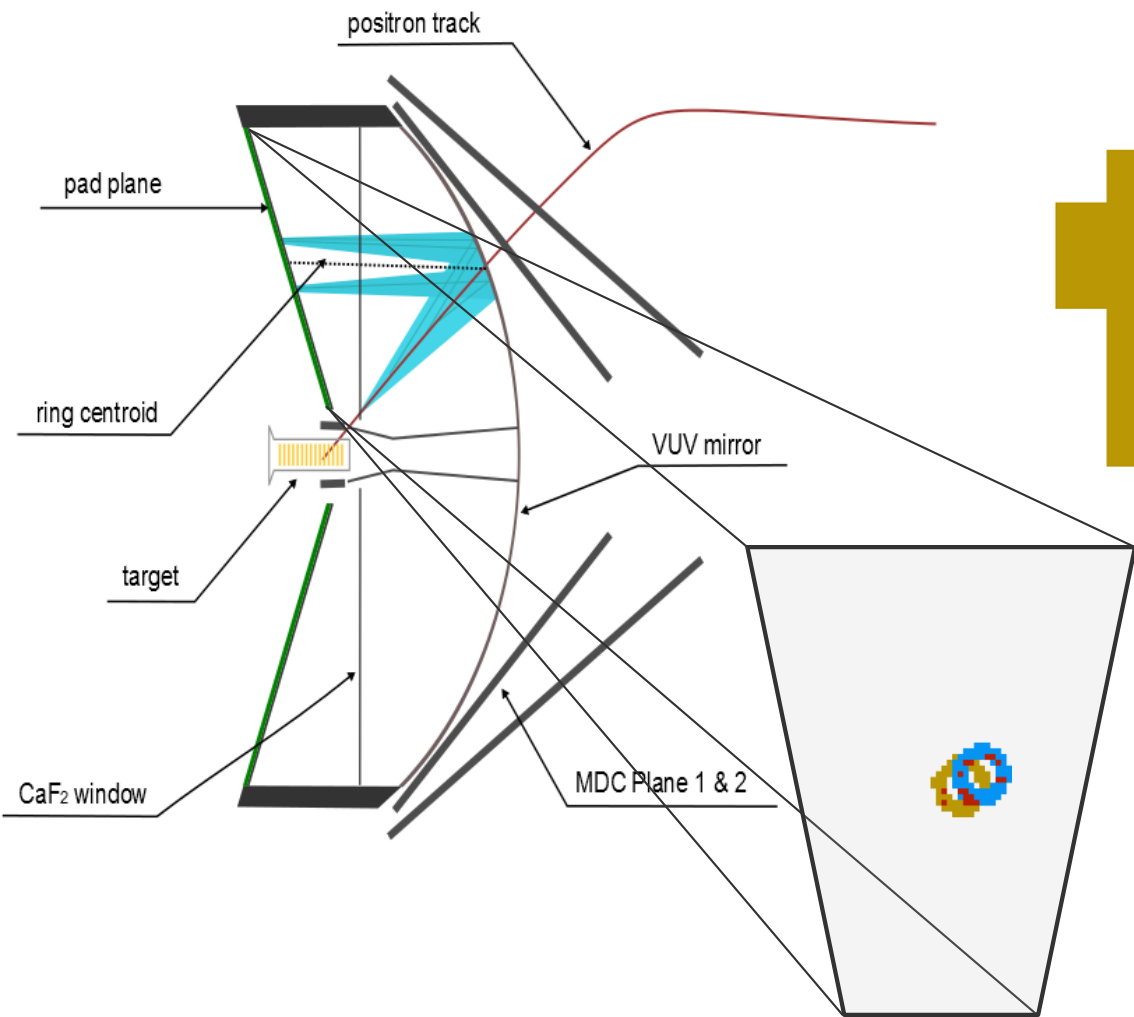 positron track
pad plane
ring centroid
VUV mirror
target
CaF₂ window
MDC Plane 1 & 2